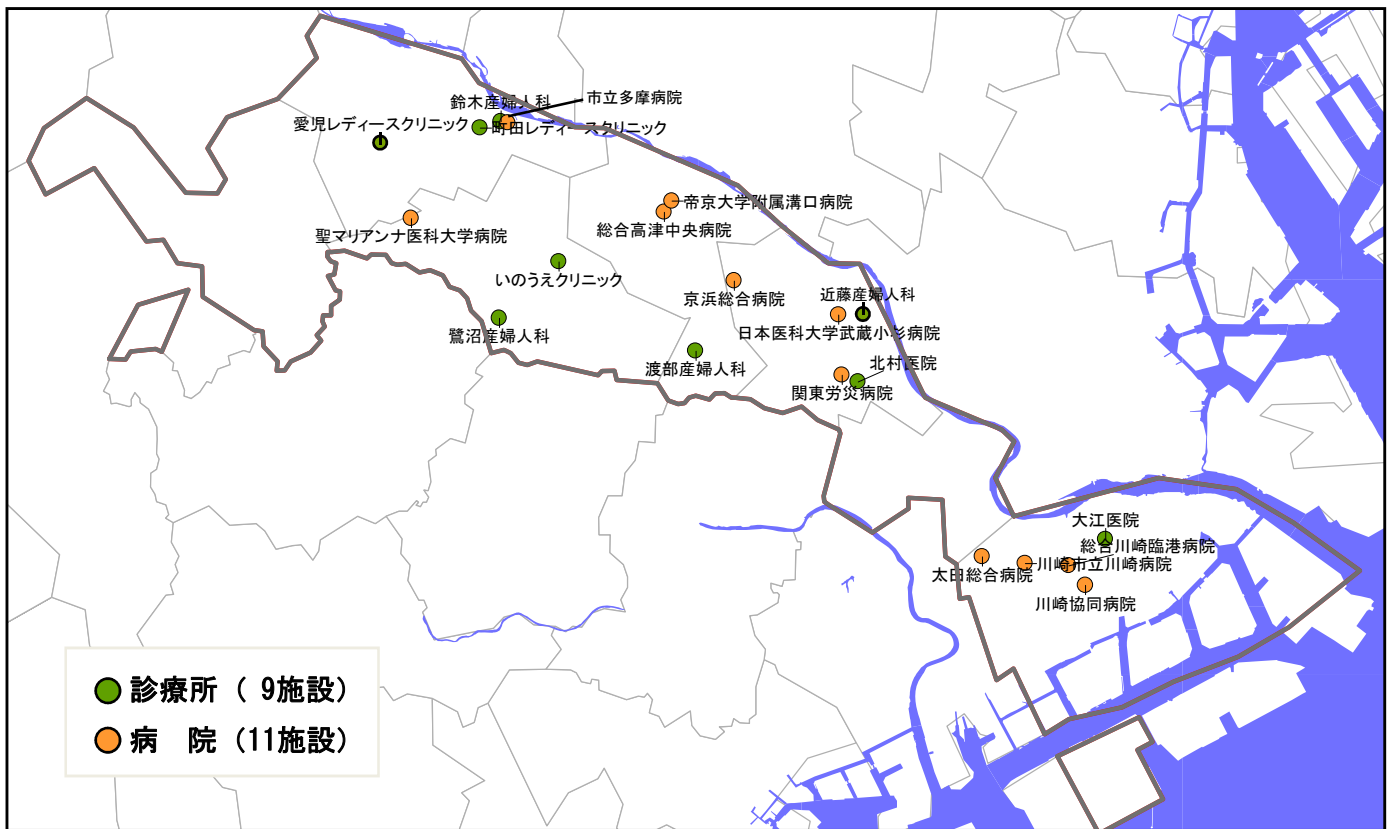 鈴木産婦人科
市立多摩病院
愛児レディースクリニック
町田レディースクリニック
帝京大学附属溝口病院
総合高津中央病院
聖マリアンナ医科大学病院
いのうえクリニック
京浜総合病院
近藤産婦人科
日本医科大学武蔵小杉病院
鷺沼産婦人科
渡部産婦人科
北村医院
関東労災病院
大江医院
総合川崎臨港病院
川崎市立川崎病院
太田総合病院
川崎協同病院
診療所 ( 9施設)
病 院 (11施設)